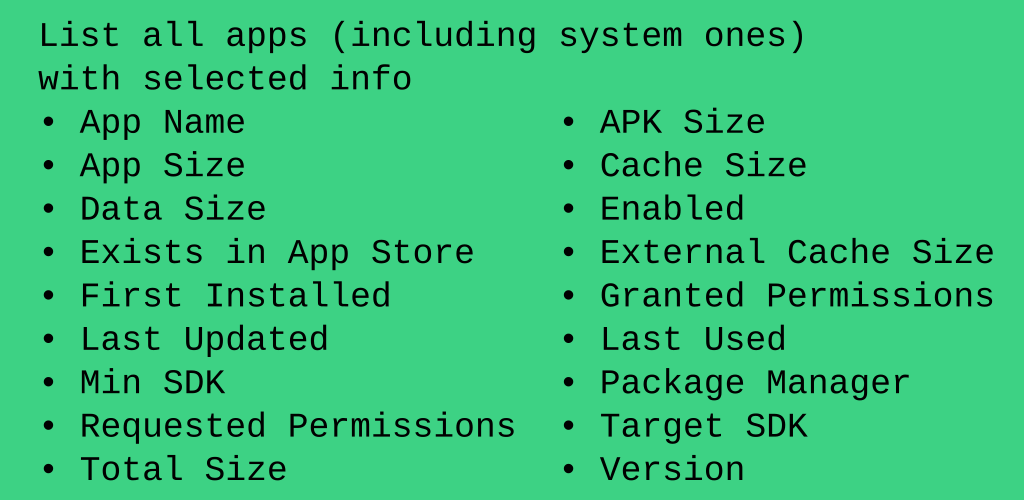 List all apps (including system ones)
with selected info
• App Name
• App Size
• Data Size
• Exists in App Store
• First Installed
• Last Updated
• Min SDK
• Requested Permissions
• Total Size
• APK Size
• Cache Size
• Enabled
• External Cache Size
• Granted Permissions
• Last Used
• Package Manager
• Target SDK
• Version